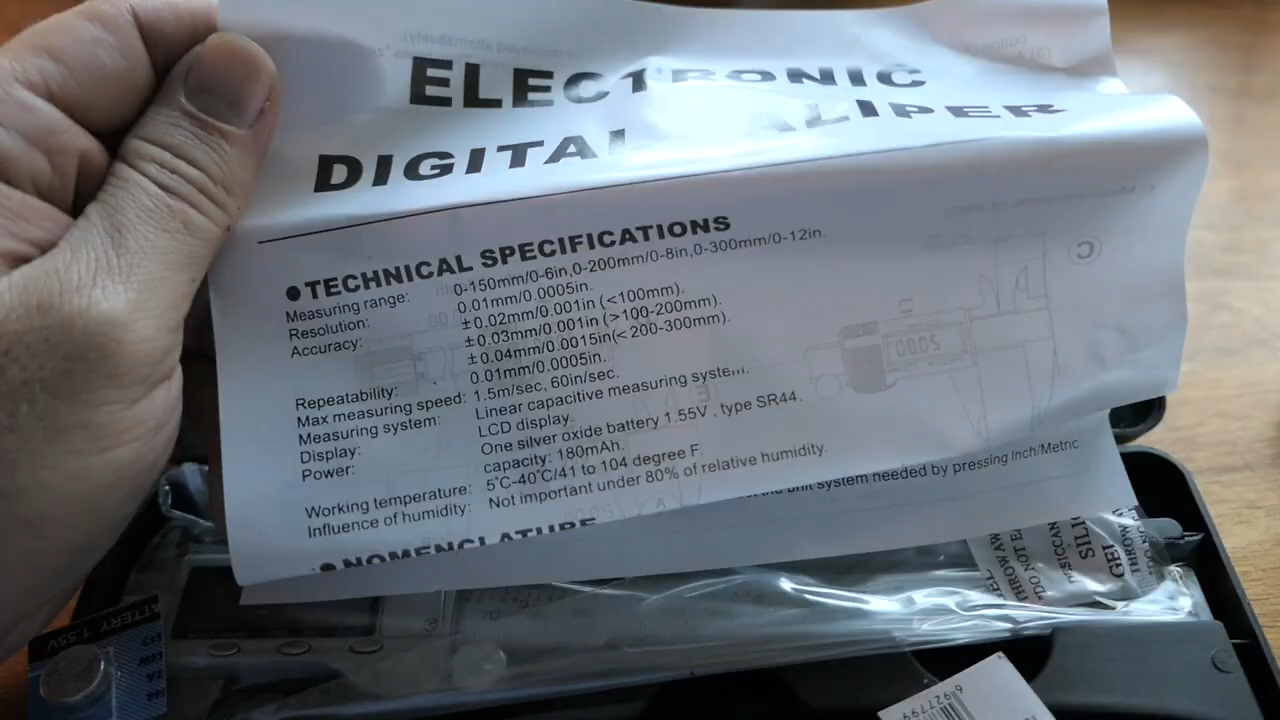 ELECTRONIC
DIGITAL CALIPER
●TECHNICAL SPECIFICATIONS
Measuring range: 0-150mm/0-6in,0-200mm/0-8in,0-300mm/0-12in.
Resolution: 0.01mm/0.0005in.
Accuracy: ±0.02mm/0.001in (<100mm).
±0.03mm/0.001in (>100-200mm).
±0.04mm/0.0015in(<200-300mm).
Repeatability: 0.01mm/0.0005in.
Max measuring speed: 1.5m/sec, 60in/sec.
Measuring system: Linear capacitive measuring system.
Display: LCD display.
Power: One silver oxide battery 1.55V , type SR44.
capacity: 180mAh.
Working temperature: 5°C-40°C/41 to 104 degree F.
Influence of humidity: Not important under 80% of relative humidity.
●NOMENCLATURE
unit system needed by pressing Inch/Metric
THROW AW
"DO NOT E
SILI
GEL
THROW
BATTERY 1.55V
6 927799